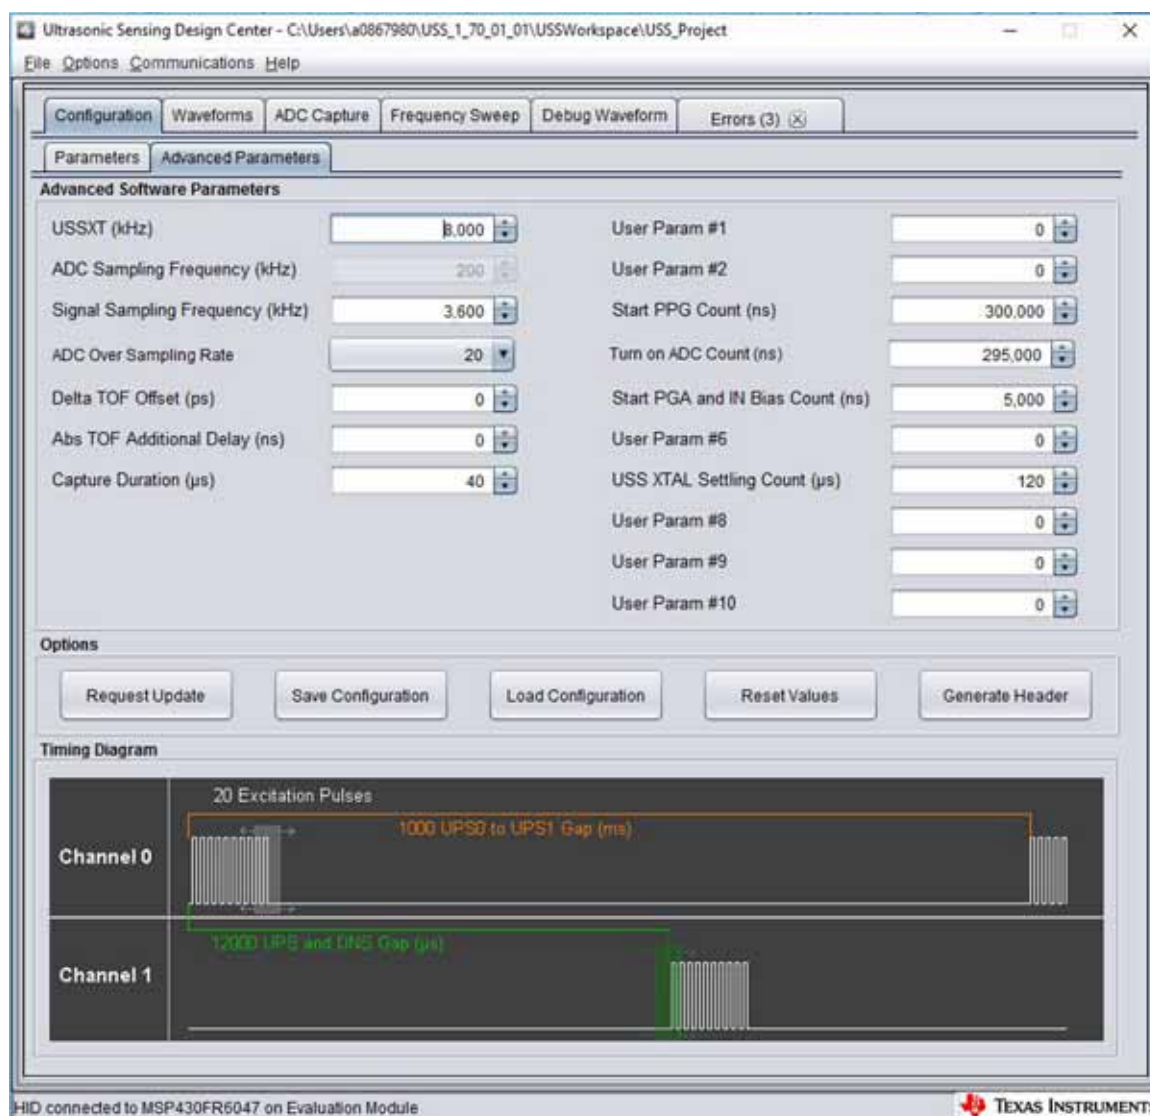 Ultrasonic Sensing Design Center - C:\Users\a0867980\USS_1_70_01_01\USSWorkspace\USS_Project
File Options Communications Help
Configuration Waveforms ADC Capture Frequency Sweep Debug Waveform Errors (3)
Parameters Advanced Parameters
Advanced Software Parameters
USSXT (kHz) 8,000 User Param #1 0
ADC Sampling Frequency (kHz) 200 User Param #2 0
Signal Sampling Frequency (kHz) 3,600 Start PPG Count (ns) 300,000
ADC Over Sampling Rate 20 Turn on ADC Count (ns) 295,000
Delta TOF Offset (ps) 0 Start PGA and IN Bias Count (ns) 5,000
Abs TOF Additional Delay (ns) 0 User Param #6 0
Capture Duration (µs) 40 USS XTAL Settling Count (µs) 120
User Param #8 0
User Param #9 0
User Param #10 0
Options
Request Update Save Configuration Load Configuration Reset Values Generate Header
Timing Diagram
20 Excitation Pulses
1000 UPS0 to UPS1 Gap (ms)
Channel 0
12000 UPS and DNS Gap (µs)
Channel 1
HID connected to MSP430FR6047 on Evaluation Module TEXAS INSTRUMENT